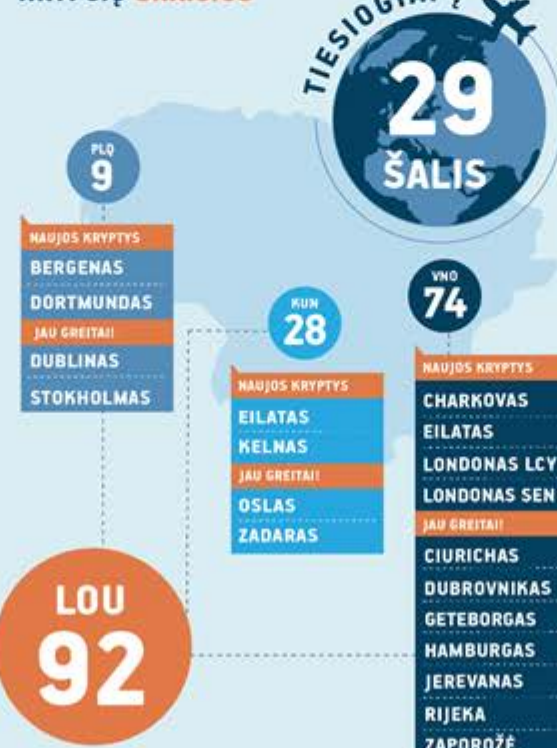 TIESIOGIAI Į
29
ŠALIS
PLQ
9
NAUJOS KRYPTYS
BERGENAS
DORTMUNDAS
JAU GREITAI!
DUBLINAS
STOKHOLMAS
KUN
28
NAUJOS KRYPTYS
EILATAS
KELNAS
JAU GREITAI!
OSLAS
ZADARAS
VNO
74
NAUJOS KRYPTYS
CHARKOVAS
EILATAS
LONDONAS LCY
LONDONAS SEN
JAU GREITAI!
CIURICHAS
DUBROVNIKAS
GETEBORGAS
HAMBURGAS
JEREVANAS
RIJEKA
ZAPOROŽĖ
LOU
92